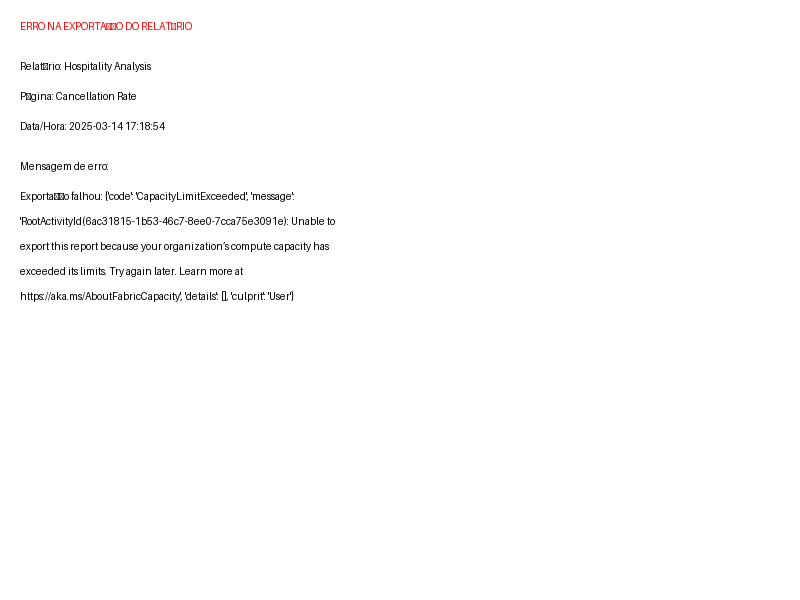 ERRO NA EXPORTA▯▯O DO RELAT▯RIO
Relat▯rio: Hospitality Analysis
P▯gina: Cancellation Rate
Data/Hora: 2025-03-14 17:18:54
Mensagem de erro:
Exporta▯▯o falhou: {'code': 'CapacityLimitExceeded', 'message':
'RootActivityId(6ac31815-1b53-46c7-8ee0-7cca75e3091e): Unable to
export this report because your organization’s compute capacity has
exceeded its limits. Try again later. Learn more at
https://aka.ms/AboutFabricCapacity', 'details': [], 'culprit': 'User'}